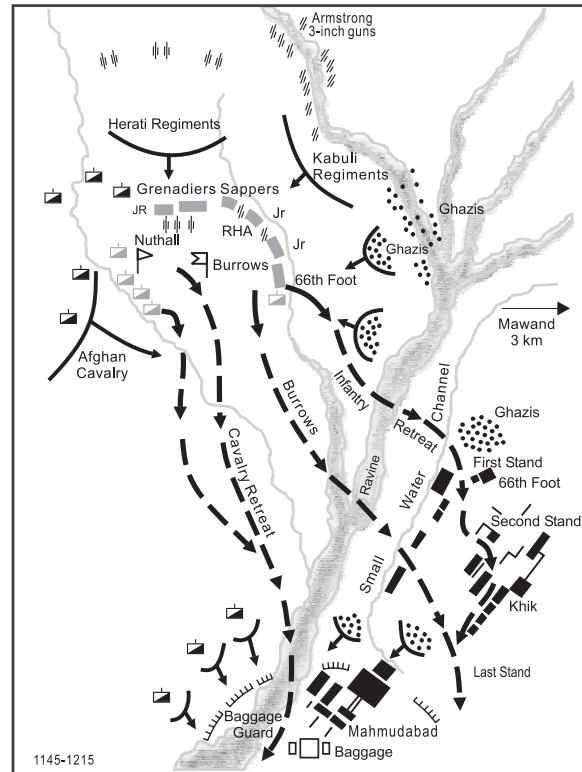 Armstrong
3-inch guns
Herati Regiments
Kabuli
Regiments
Grenadiers Sappers
Ghazis
JR
Jr
RHA
Jr
Ghazis
Nuthall
Burrows
66th Foot
Mawand
3 km
Afghan
Cavalry
Infantry
Retreat
Burrows
Channel
Water
Small
Ravine
Cavalry Retreat
Ghazis
First Stand
66th Foot
Second Stand
Khik
Last Stand
Baggage
Guard
Mahmudabad
Baggage
1145-1215